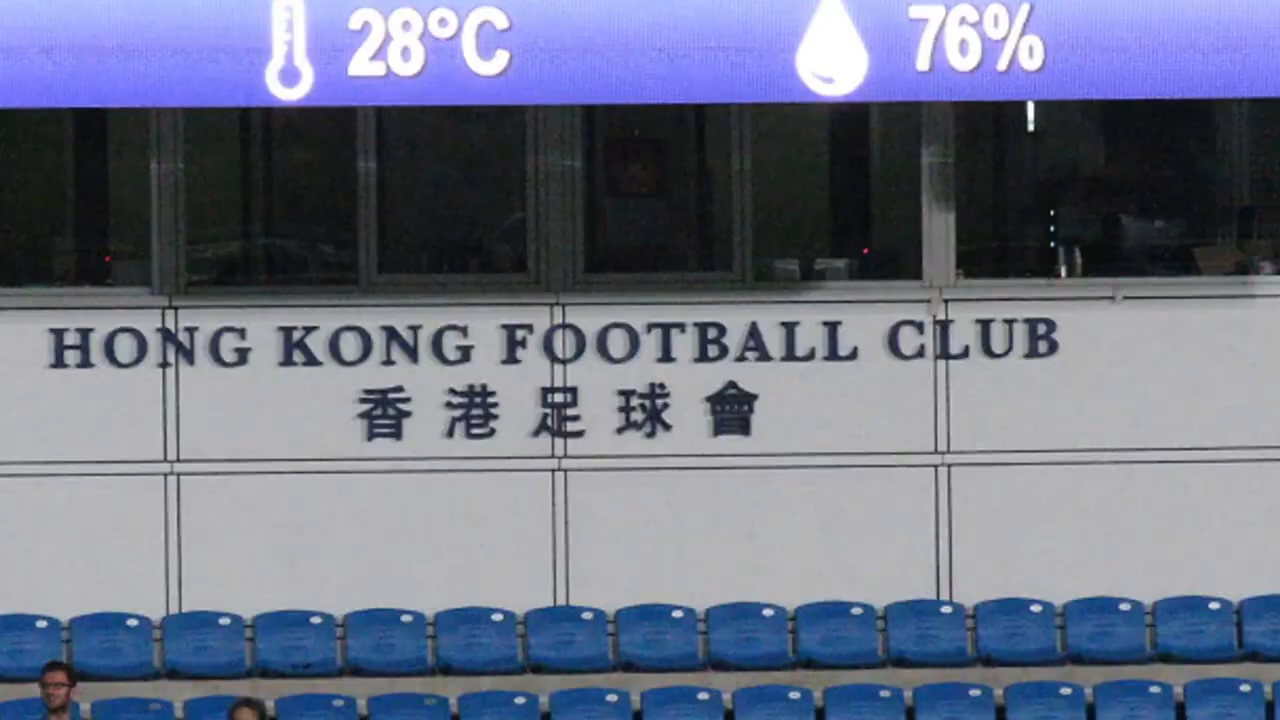 28°C 76%
HONG KONG FOOTBALL CLUB
香港足球會